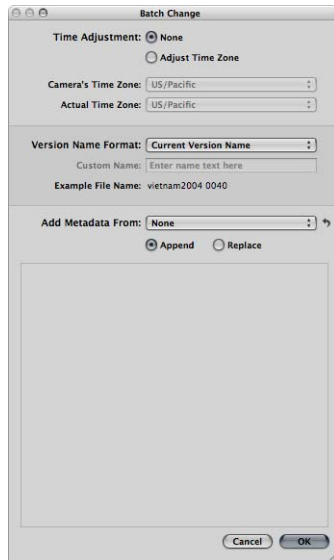 Batch Change
Time Adjustment: None
Adjust Time Zone
Camera's Time Zone: US/Pacific
Actual Time Zone: US/Pacific
Version Name Format: Current Version Name
Custom Name: Enter name text here
Example File Name: vietnam2004 0040
Add Metadata From: None
Append Replace
Cancel OK